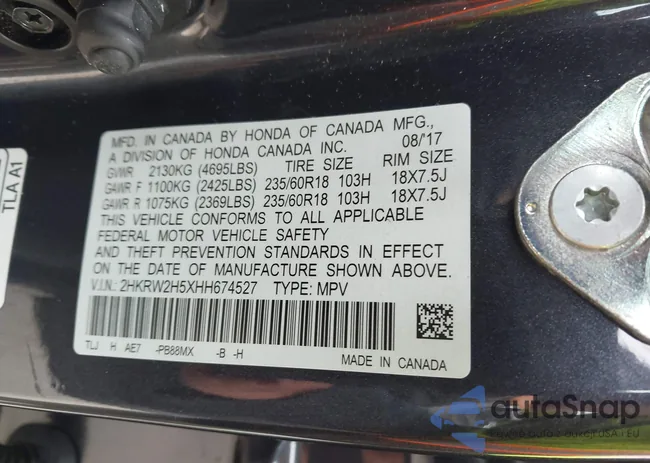 MFD. IN CANADA BY HONDA OF CANADA MFG.,
A DIVISION OF HONDA CANADA INC. 08/'17
GVWR 2130KG (4695LBS) TIRE SIZE RIM SIZE
GAWR F 1100KG (2425LBS) 235/60R18 103H 18X7.5J
GAWR R 1075KG (2369LBS) 235/60R18 103H 18X7.5J
THIS VEHICLE CONFORMS TO ALL APPLICABLE
FEDERAL MOTOR VEHICLE SAFETY
AND THEFT PREVENTION STANDARDS IN EFFECT
ON THE DATE OF MANUFACTURE SHOWN ABOVE.
V.I.N.: 2HKRW2H5XHH674527 TYPE: MPV
TLJ H AE7 -PB88MX -B -H
MADE IN CANADA
TLA A1
autaSnap